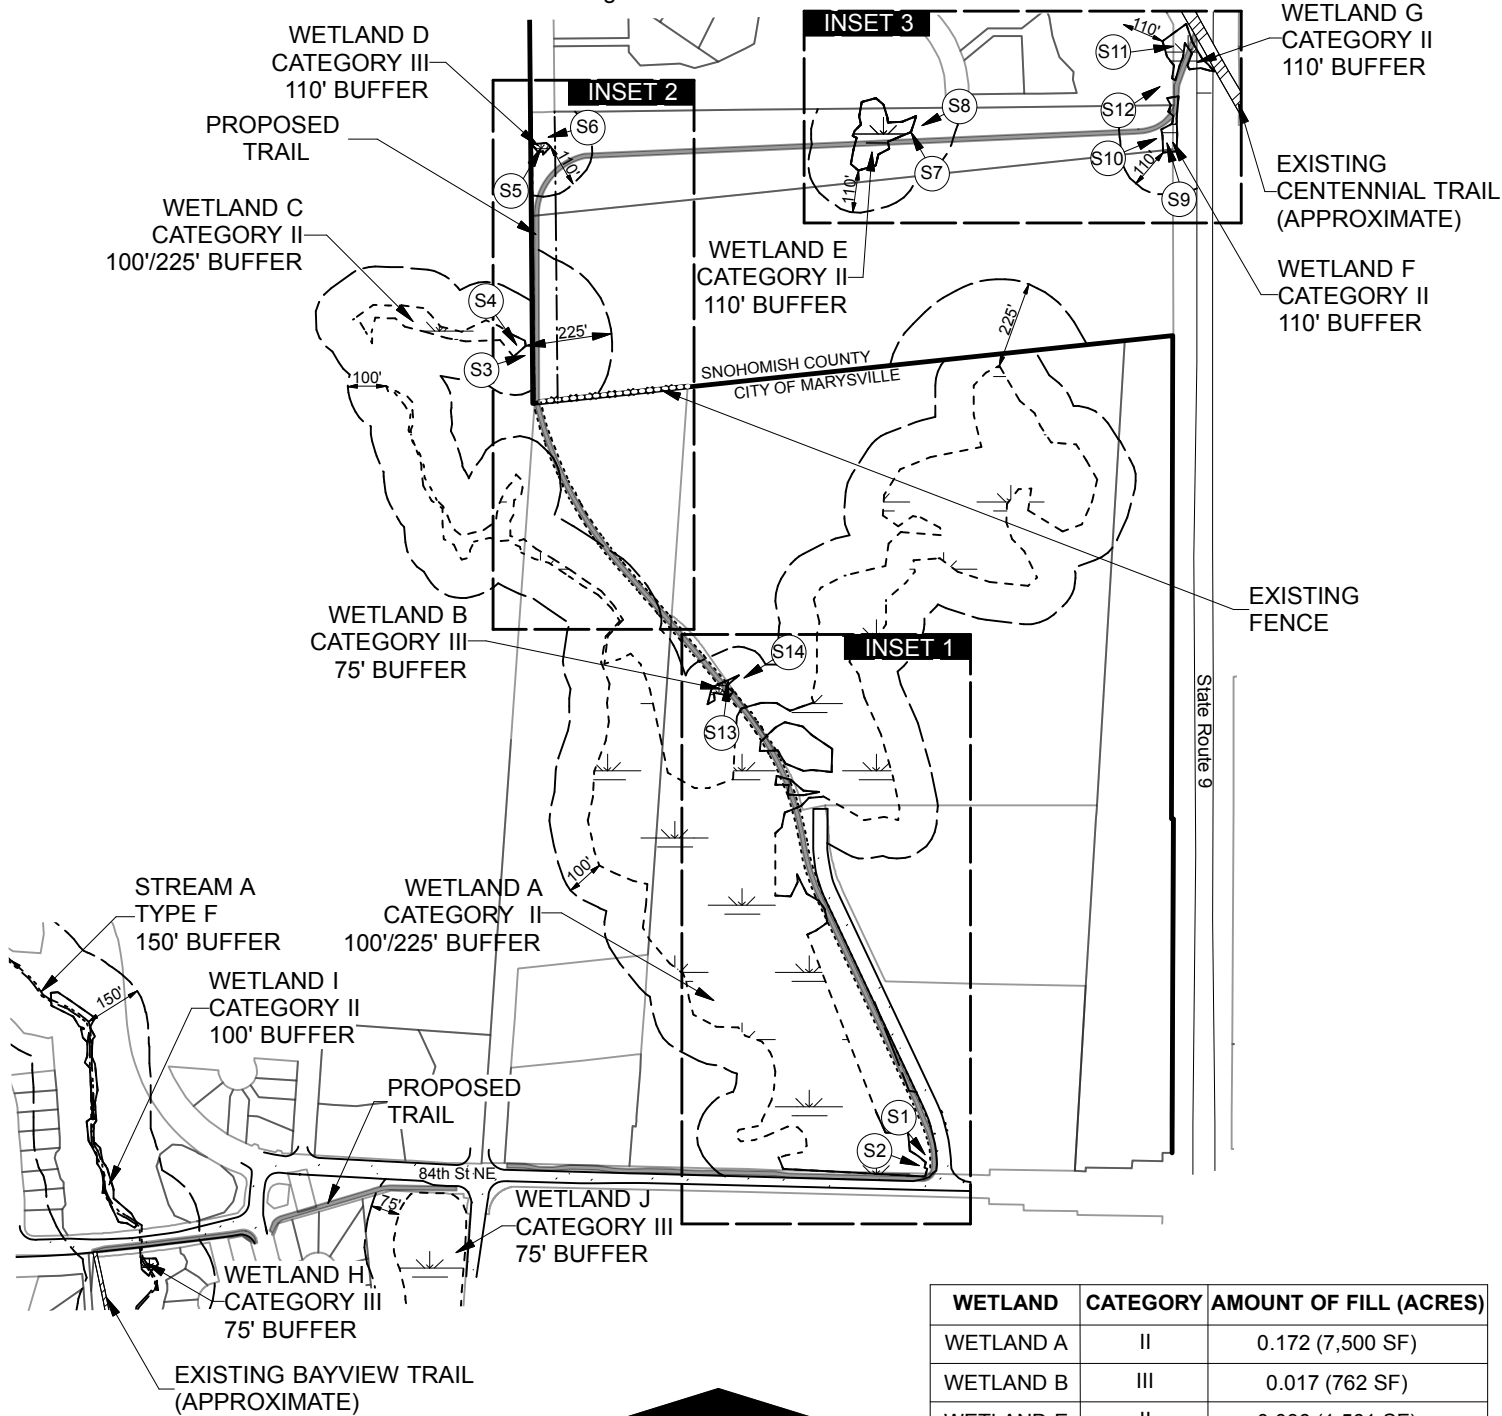 WETLAND D
CATEGORY III
110' BUFFER
PROPOSED
TRAIL
WETLAND C
CATEGORY II
100'/225' BUFFER
INSET 2
S6
S5
110'
S4
S3
225'
100'
INSET 3
110'
S11
S12
S8
S7
S10
S9
110'
110'
WETLAND G
CATEGORY II
110' BUFFER
EXISTING
CENTENNIAL TRAIL
(APPROXIMATE)
WETLAND E
CATEGORY II
110' BUFFER
WETLAND F
CATEGORY II
110' BUFFER
225'
SNOHOMISH COUNTY
CITY OF MARYSVILLE
EXISTING
FENCE
WETLAND B
CATEGORY III
75' BUFFER
INSET 1
S14
S13
State Route 9
100'
WETLAND A
CATEGORY II
100'/225' BUFFER
STREAM A
TYPE F
150' BUFFER
150'
WETLAND I
CATEGORY II
100' BUFFER
PROPOSED
TRAIL
S1
S2
84th St NE
75'
WETLAND J
CATEGORY III
75' BUFFER
WETLAND H
CATEGORY III
75' BUFFER
EXISTING BAYVIEW TRAIL
(APPROXIMATE)
WETLAND CATEGORY AMOUNT OF FILL (ACRES)
WETLAND A II 0.172 (7,500 SF)
WETLAND B III 0.017 (762 SF)